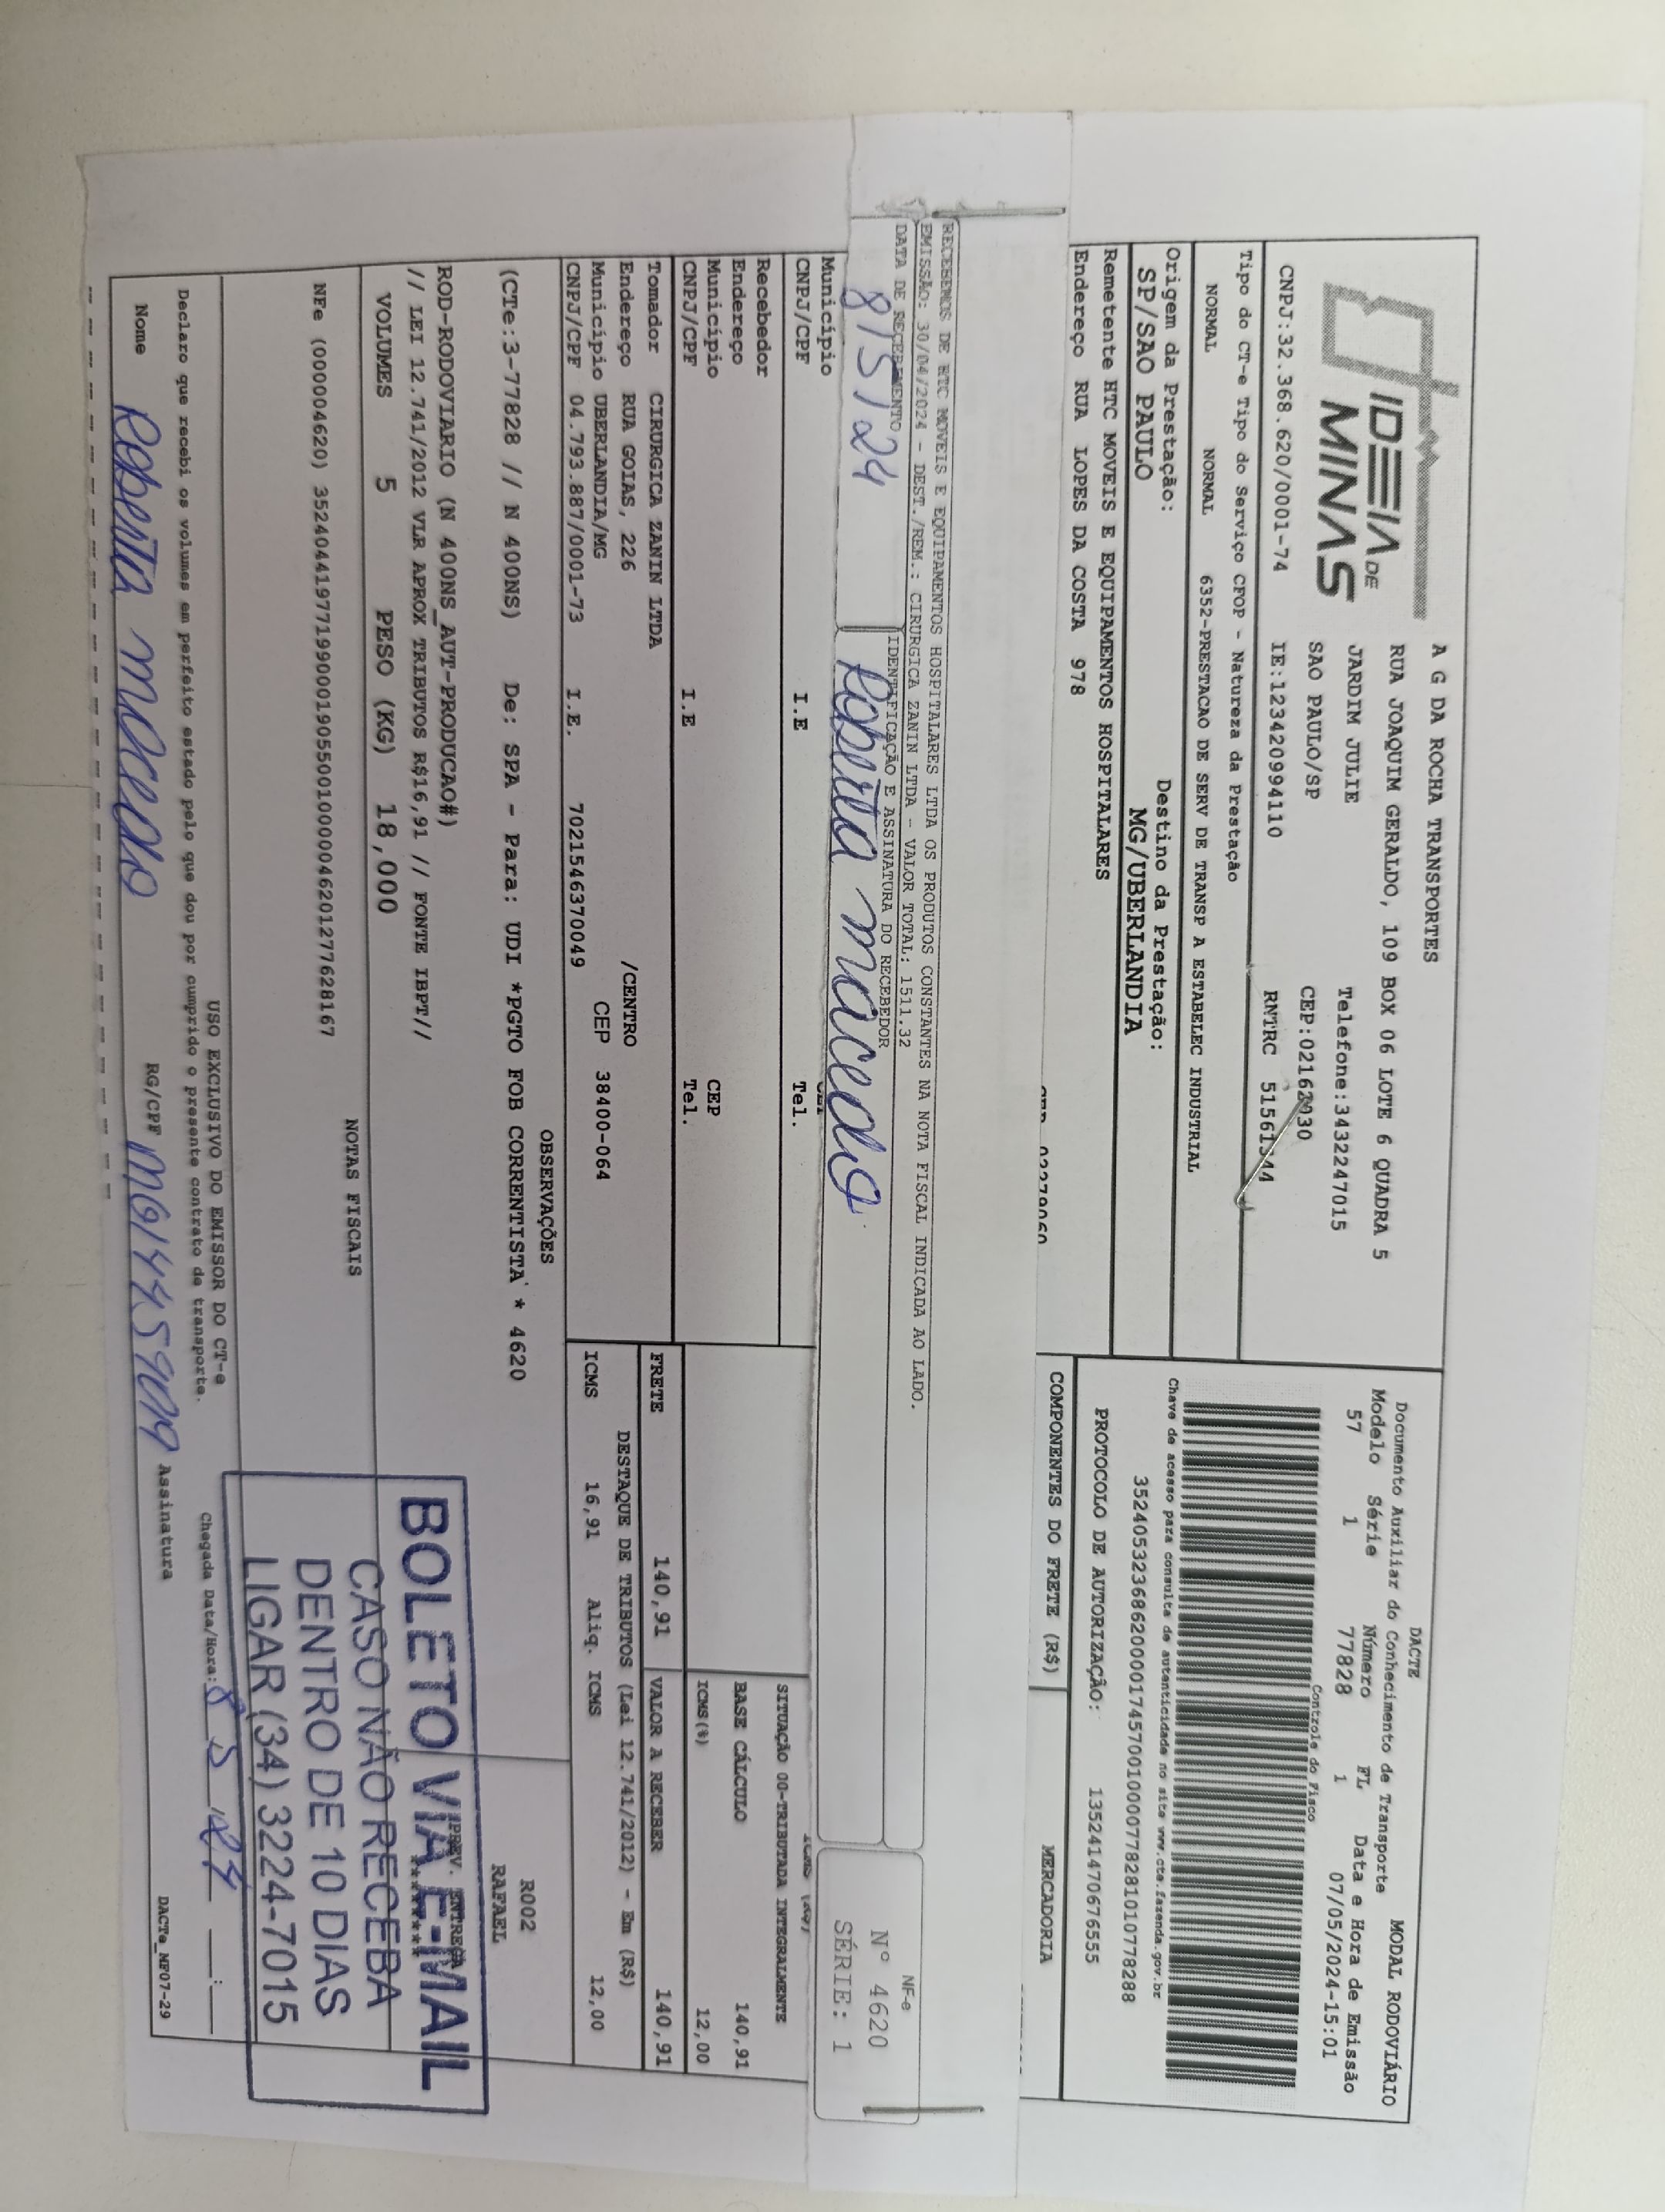 IDEIA DE
MINAS
A G DA ROCHA TRANSPORTES
RUA JOAQUIM GERALDO, 109 BOX 06 LOTE 6 QUADRA 5
JARDIM JULIE Telefone:3432247015
SAO PAULO/SP CEP:02162030
CNPJ:32.368.620/0001-74 IE:123420994110 RNTRC
Tipo do CT-e Tipo do Serviço CFOP - Natureza da Prestação
NORMAL NORMAL 6352-PRESTACAO DE SERV DE TRANSP A ESTABELEC INDUSTRIAL
Origem da Prestação: Destino da Prestação:
SP/SAO PAULO MG/UBERLANDIA
Remetente HTC MOVEIS E EQUIPAMENTOS HOSPITALARES
Endereço RUA LOPES DA COSTA 978
DACTE MODAL RODOVIÁRIO
Documento Auxiliar do Conhecimento de Transporte
Modelo Série Número FL Data e Hora de Emissão
57 1 77828 1 07/05/2024-15:01
Controle do Fisco
Chave de acesso para consulta de autenticidade no site www.cte.fazenda.gov.br
35240532368620000174570010000778281010778288
PROTOCOLO DE AUTORIZAÇÃO: 135241470676555
COMPONENTES DO FRETE (R$) MERCADORIA
RECEBEMOS DE HTC MOVEIS E EQUIPAMENTOS HOSPITALARES LTDA OS PRODUTOS CONSTANTES NA NOTA FISCAL INDICADA AO LADO.
EMISSÃO: 30/04/2024 - DEST./REM.: CIRURGICA ZANIN LTDA - VALOR TOTAL: 1511.32
DATA DE RECEBIMENTO IDENTIFICAÇÃO E ASSINATURA DO RECEBEDOR
8/5/24 Roberta Macedo
NF-e
Nº 4620
SÉRIE: 1
Município
CNPJ/CPF I.E Tel.
Recebedor
Endereço
Município CEP
CNPJ/CPF I.E Tel.
SITUAÇÃO 00-TRIBUTADA INTEGRALMENTE
BASE CÁLCULO 140,91
ICMS(%) 12,00
Tomador CIRURGICA ZANIN LTDA
Endereço RUA GOIAS, 226 /CENTRO
Município UBERLANDIA/MG CEP 38400-064
CNPJ/CPF 04.793.887/0001-73 I.E. 7021546370049
FRETE 140,91 VALOR A RECEBER 140,91
DESTAQUE DE TRIBUTOS (Lei 12.741/2012) - Em (R$)
ICMS 16,91 Aliq. ICMS 12,00
OBSERVAÇÕES
(CTe:3-77828 // N 400NS) De: SPA - Para: UDI *PGTO FOB CORRENTISTA * 4620
R002
RAFAEL
ROD-RODOVIARIO (N 400NS_AUT-PRODUCAO#)
// LEI 12.741/2012 VLR APROX TRIBUTOS R$16,91 // FONTE IBPT//
PREV. ENTREGA
VOLUMES 5 PESO (KG) 18,000
NOTAS FISCAIS
NFe (000004620) 35240441977199000190550010000046201277628167
BOLETO VIA E-MAIL
CASO NÃO RECEBA
DENTRO DE 10 DIAS
LIGAR (34) 3224-7015
USO EXCLUSIVO DO EMISSOR DO CT-e
Declaro que recebi os volumes em perfeito estado pelo que dou por cumprido o presente contrato de transporte.
Chegada Data/Hora: 8 5 24 __:__
Nome Roberta Macedo RG/CPF Assinatura
DACTe_NF07-29